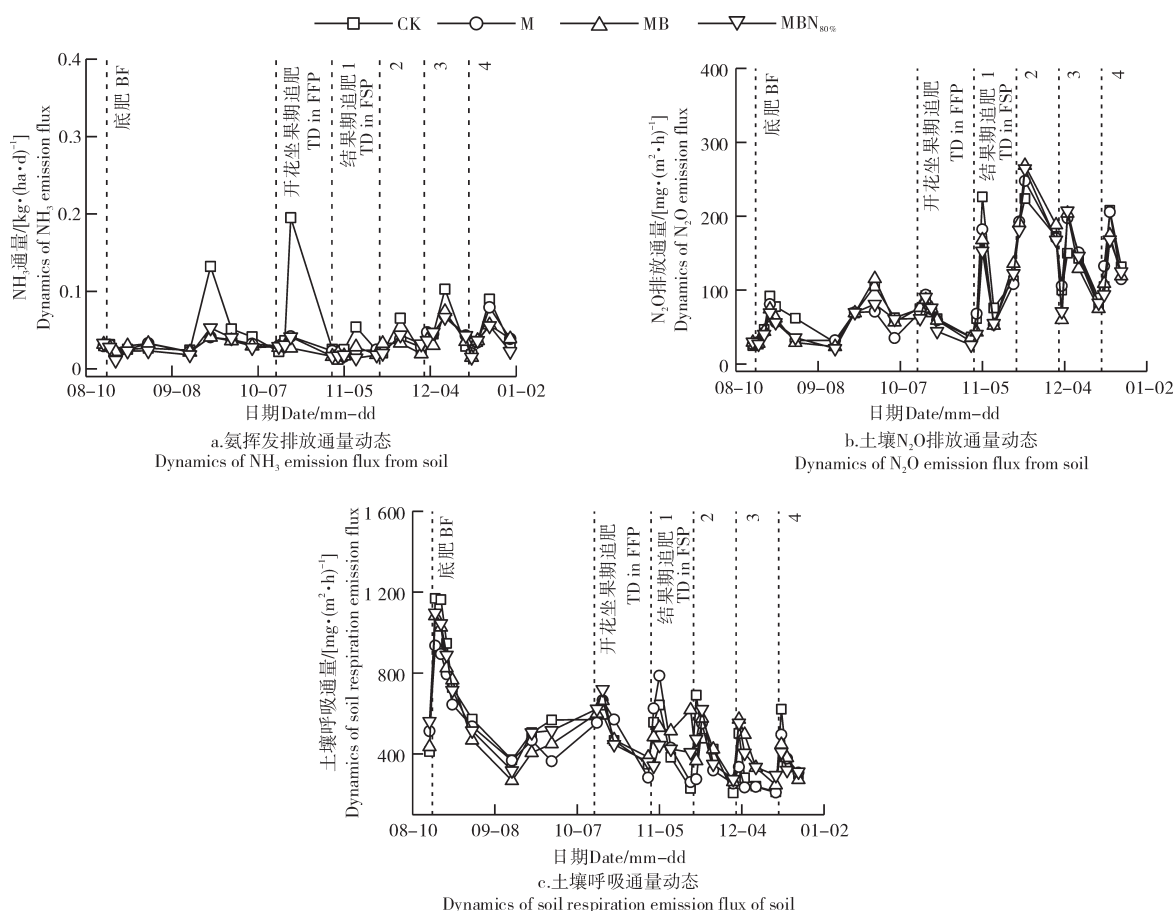 CK M MB MBN80%
NH3通量/[kg·(ha·d)-1]
Dynamics of NH3 emission flux
0.4
0.3
0.2
0.1
0
底肥 BF
开花坐果期追肥
TD in FFP
结果期追肥 1
TD in FSP
2
3
4
08-10 09-08 10-07 11-05 12-04 01-02
日期Date/mm-dd
a.氨挥发排放通量动态
Dynamics of NH3 emission flux from soil
N2O排放通量/[mg·(m2·h)-1]
Dynamics of N2O emission flux
400
300
200
100
0
底肥 BF
开花坐果期追肥
TD in FFP
结果期追肥 1
TD in FSP
2
3
4
08-10 09-08 10-07 11-05 12-04 01-02
日期Date/mm-dd
b.土壤N2O排放通量动态
Dynamics of N2O emission flux from soil
土壤呼吸通量/[mg·(m2·h)-1]
Dynamics of soil respiration emission flux
1 600
1 200
800
400
底肥 BF
开花坐果期追肥
TD in FFP
结果期追肥 1
TD in FSP
2
3
4
08-10 09-08 10-07 11-05 12-04 01-02
日期Date/mm-dd
c.土壤呼吸通量动态
Dynamics of soil respiration emission flux of soil